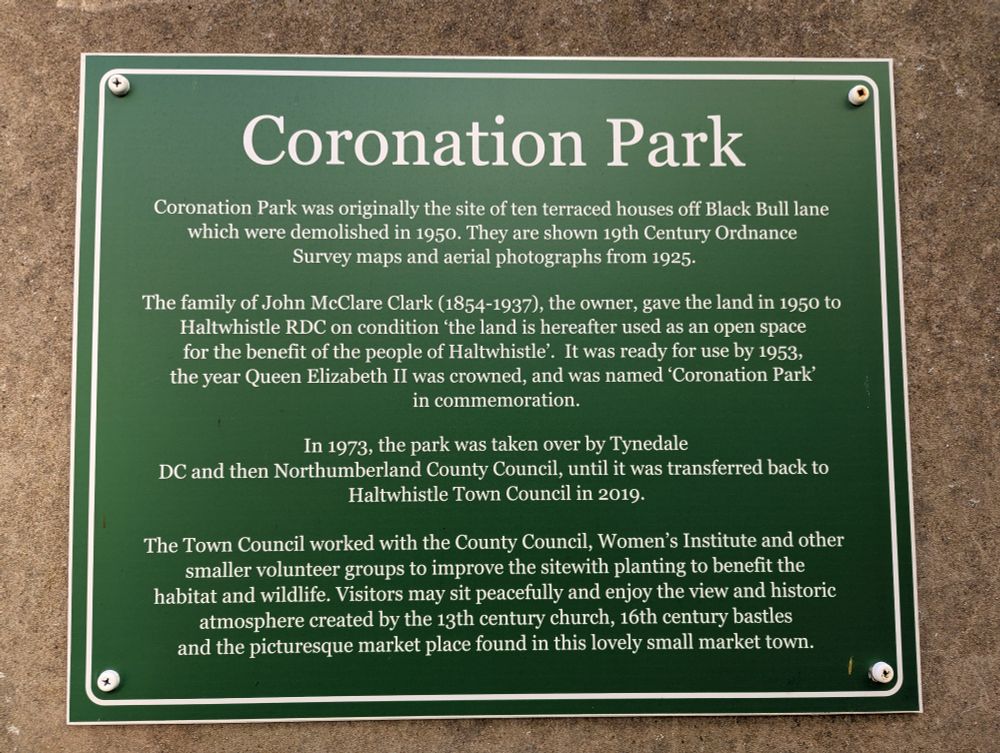 Coronation Park
Coronation Park was originally the site of ten terraced houses off Black Bull lane
which were demolished in 1950. They are shown 19th Century Ordnance
Survey maps and aerial photographs from 1925.
The family of John McClare Clark (1854-1937), the owner, gave the land in 1950 to
Haltwhistle RDC on condition ‘the land is hereafter used as an open space
for the benefit of the people of Haltwhistle’. It was ready for use by 1953,
the year Queen Elizabeth II was crowned, and was named ‘Coronation Park’
in commemoration.
In 1973, the park was taken over by Tynedale
DC and then Northumberland County Council, until it was transferred back to
Haltwhistle Town Council in 2019.
The Town Council worked with the County Council, Women’s Institute and other
smaller volunteer groups to improve the sitewith planting to benefit the
habitat and wildlife. Visitors may sit peacefully and enjoy the view and historic
atmosphere created by the 13th century church, 16th century bastles
and the picturesque market place found in this lovely small market town.